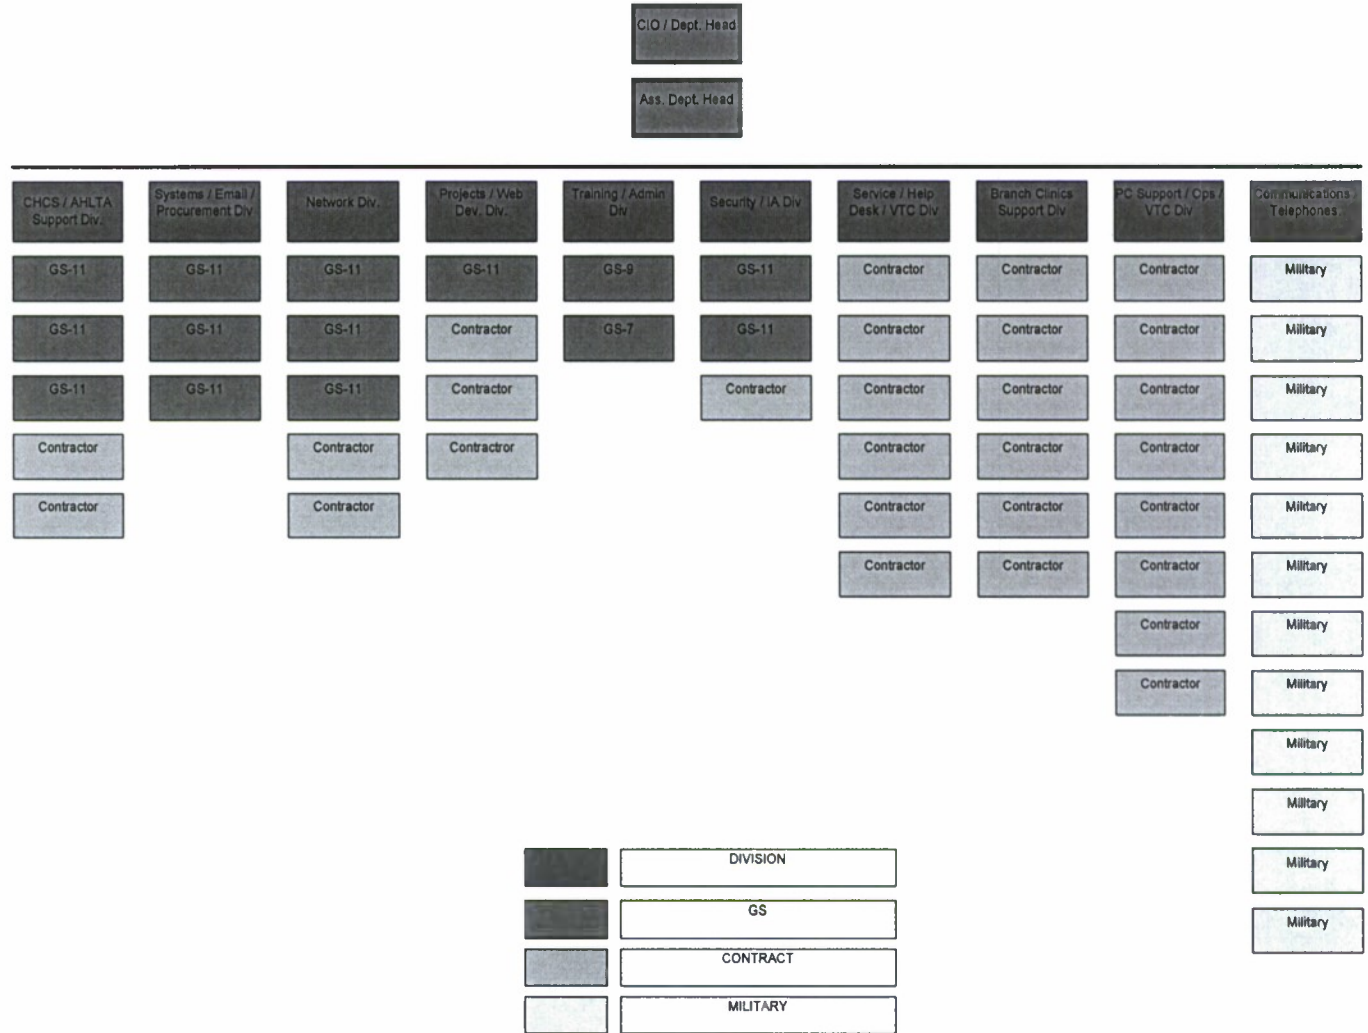 CIO / Dept. Head
Ass. Dept. Head
CHCS / AHLTA
Support Div.
Systems / Email /
Procurement Div
Network Div.
Projects / Web
Dev. Div.
Training / Admin
Div
Security / IA Div
Service / Help
Desk / VTC Div
Branch Clinics
Support Div
PC Support / Ops /
VTC Div
Communications /
Telephones.
GS-11
GS-11
GS-11
GS-11
GS-9
GS-11
Contractor
Contractor
Contractor
Military
GS-11
GS-11
GS-11
Contractor
GS-7
GS-11
Contractor
Contractor
Contractor
Military
GS-11
GS-11
GS-11
Contractor
Contractor
Contractor
Contractor
Contractor
Military
Contractor
Contractor
Contractror
Contractor
Contractor
Contractor
Military
Contractor
Contractor
Contractor
Contractor
Contractor
Military
Contractor
Contractor
Contractor
Military
Contractor
Military
Contractor
Military
Military
Military
Military
Military
DIVISION
GS
CONTRACT
MILITARY